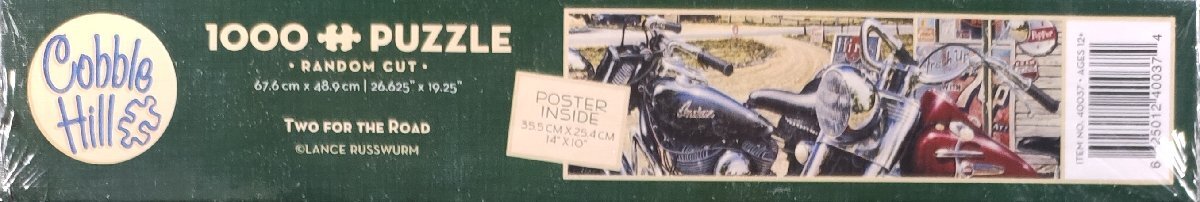 Cobble
Hill
1000 PUZZLE
• RANDOM CUT •
67.6 cm x 48.9 cm | 26.625" x 19.25"
TWO FOR THE ROAD
©LANCE RUSSWURM
POSTER
INSIDE
35.5 CM X 25.4 CM
14" X 10"
Indian
ITEM NO. 40037 • AGES 12+
6 25012 40037 4